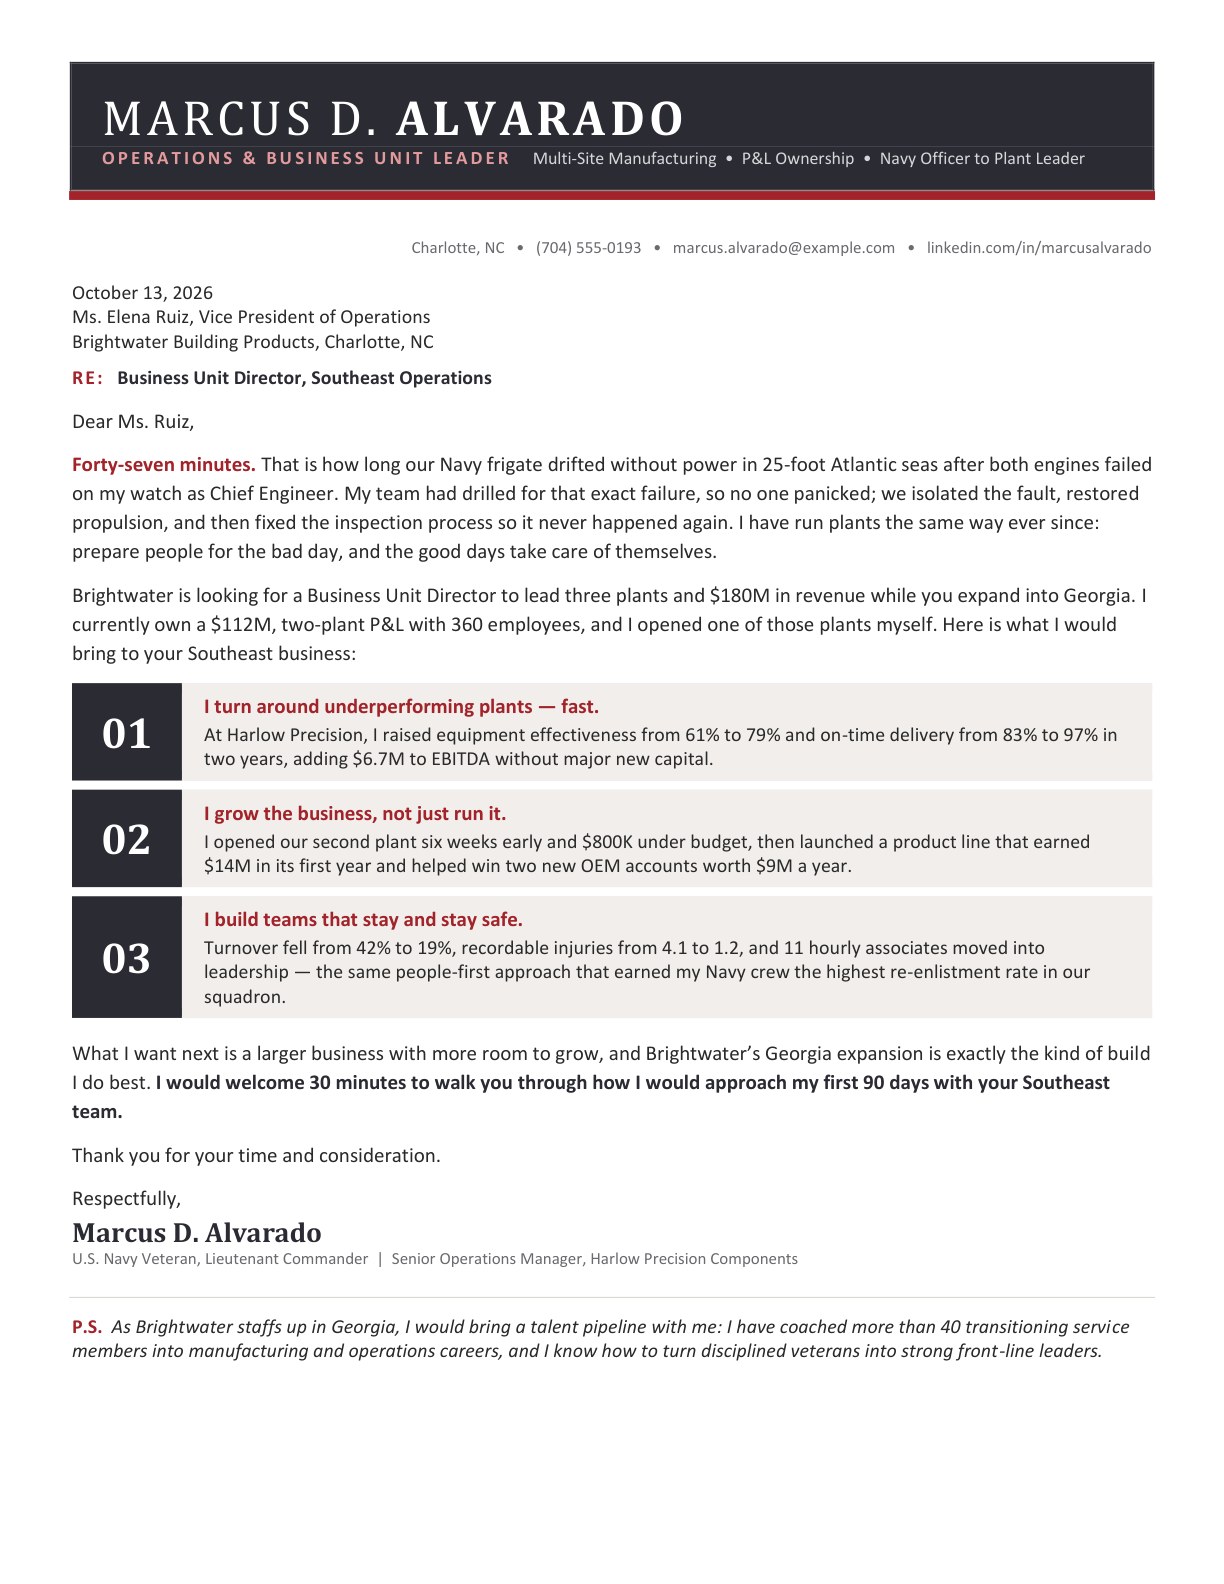 MARCUS D. ALVARADO
OPERATIONS & BUSINESS UNIT LEADER Multi-Site Manufacturing • P&L Ownership • Navy Officer to Plant Leader
Charlotte, NC • (704) 555-0193 • marcus.alvarado@example.com • linkedin.com/in/marcusalvarado
October 13, 2026
Ms. Elena Ruiz, Vice President of Operations
Brightwater Building Products, Charlotte, NC
RE: Business Unit Director, Southeast Operations
Dear Ms. Ruiz,
Forty-seven minutes. That is how long our Navy frigate drifted without power in 25-foot Atlantic seas after both engines failed
on my watch as Chief Engineer. My team had drilled for that exact failure, so no one panicked; we isolated the fault, restored
propulsion, and then fixed the inspection process so it never happened again. I have run plants the same way ever since:
prepare people for the bad day, and the good days take care of themselves.
Brightwater is looking for a Business Unit Director to lead three plants and $180M in revenue while you expand into Georgia. I
currently own a $112M, two-plant P&L with 360 employees, and I opened one of those plants myself. Here is what I would
bring to your Southeast business:
01
I turn around underperforming plants — fast.
At Harlow Precision, I raised equipment effectiveness from 61% to 79% and on-time delivery from 83% to 97% in
two years, adding $6.7M to EBITDA without major new capital.
02
I grow the business, not just run it.
I opened our second plant six weeks early and $800K under budget, then launched a product line that earned
$14M in its first year and helped win two new OEM accounts worth $9M a year.
03
I build teams that stay and stay safe.
Turnover fell from 42% to 19%, recordable injuries from 4.1 to 1.2, and 11 hourly associates moved into
leadership — the same people-first approach that earned my Navy crew the highest re-enlistment rate in our
squadron.
What I want next is a larger business with more room to grow, and Brightwater’s Georgia expansion is exactly the kind of build
I do best. I would welcome 30 minutes to walk you through how I would approach my first 90 days with your Southeast
team.
Thank you for your time and consideration.
Respectfully,
Marcus D. Alvarado
U.S. Navy Veteran, Lieutenant Commander | Senior Operations Manager, Harlow Precision Components
P.S. As Brightwater staffs up in Georgia, I would bring a talent pipeline with me: I have coached more than 40 transitioning service
members into manufacturing and operations careers, and I know how to turn disciplined veterans into strong front-line leaders.